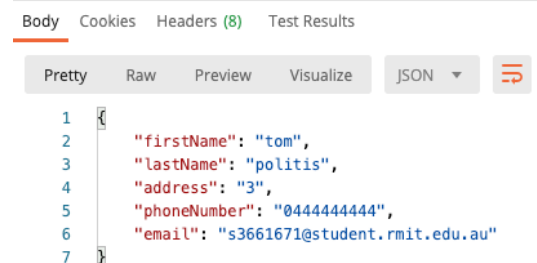 Body Cookies Headers (8) Test Results
Pretty Raw Preview Visualize JSON
1 {
2 "firstName": "tom",
3 "lastName": "politis",
4 "address": "3",
5 "phoneNumber": "0444444444",
6 "email": "s3661671@student.rmit.edu.au"
7 }